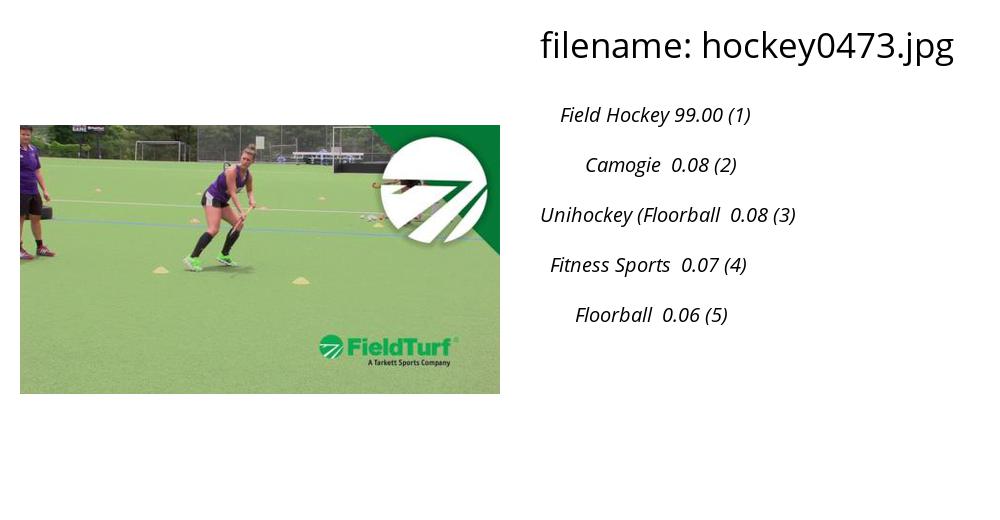 filename: hockey0473.jpg
Field Hockey 99.00 (1)
Camogie 0.08 (2)
Unihockey (Floorball 0.08 (3)
Fitness Sports 0.07 (4)
Floorball 0.06 (5)
FieldTurf
A Tarkett Sports Company